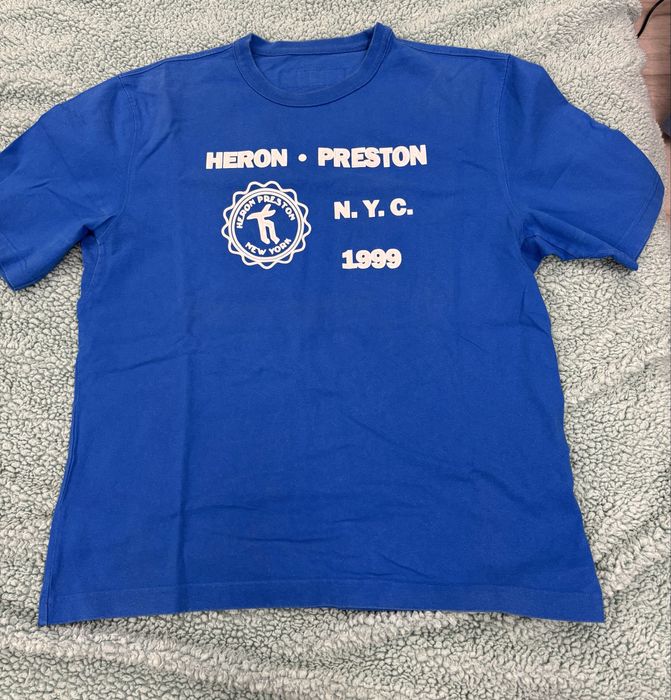 HERON • PRESTON
HERON PRESTON
NEW YORK
N. Y. C.
1999